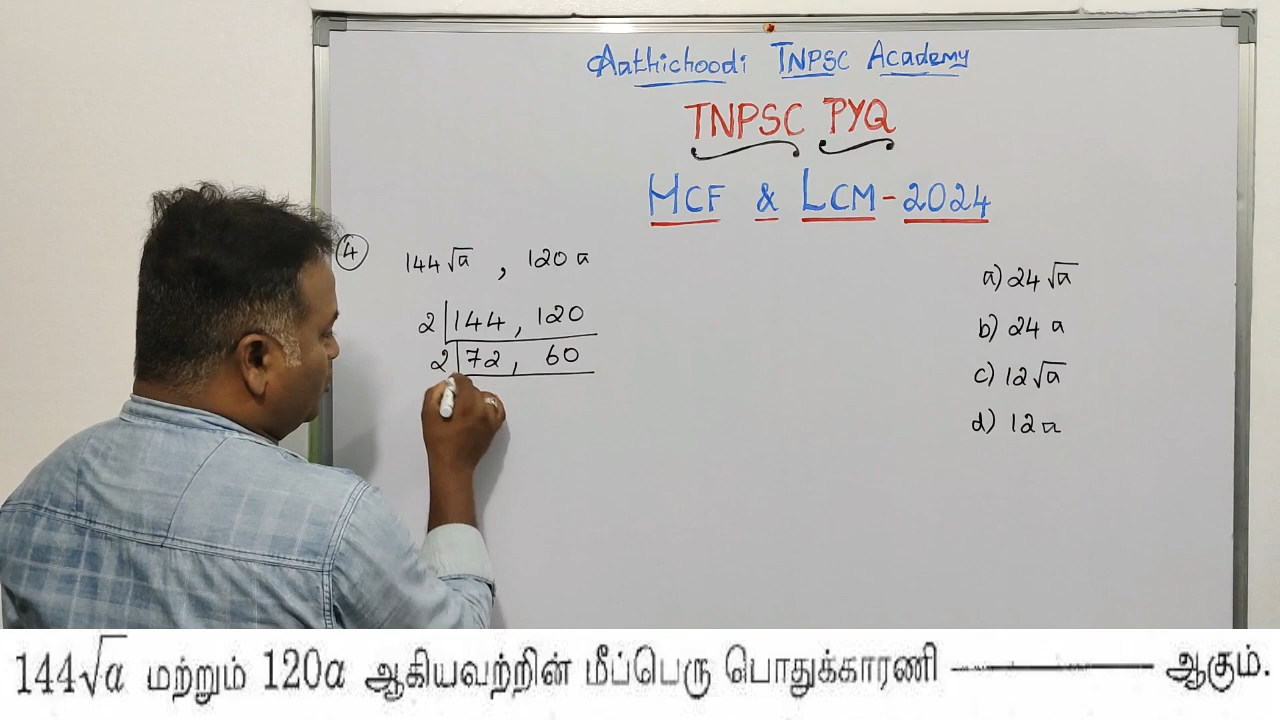 Aathichoodi TNPSC Academy
TNPSC PYQ
HCF & LCM - 2024
④ 144√a , 120a
2 | 144 , 120
2 | 72 , 60
a) 24√a
b) 24a
c) 12√a
d) 12a
144√a மற்றும் 120a ஆகியவற்றின் மீப்பெரு பொதுக்காரணி ———— ஆகும்.